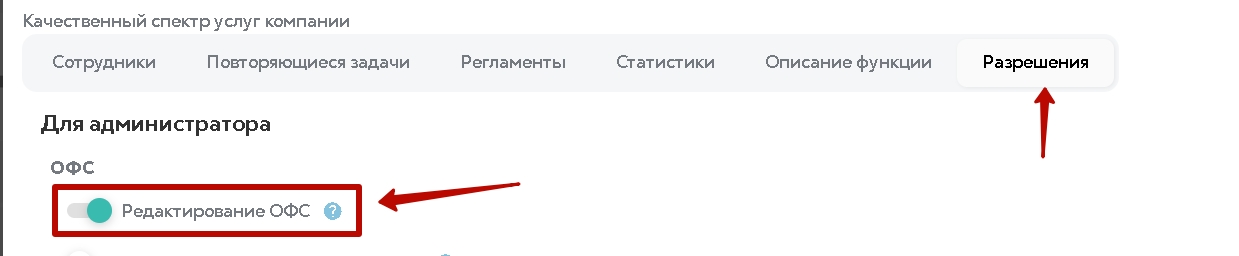 Качественный спектр услуг компании
Сотрудники Повторяющиеся задачи Регламенты Статистики Описание функции Разрешения
Для администратора
ОФС
Редактирование ОФС ?